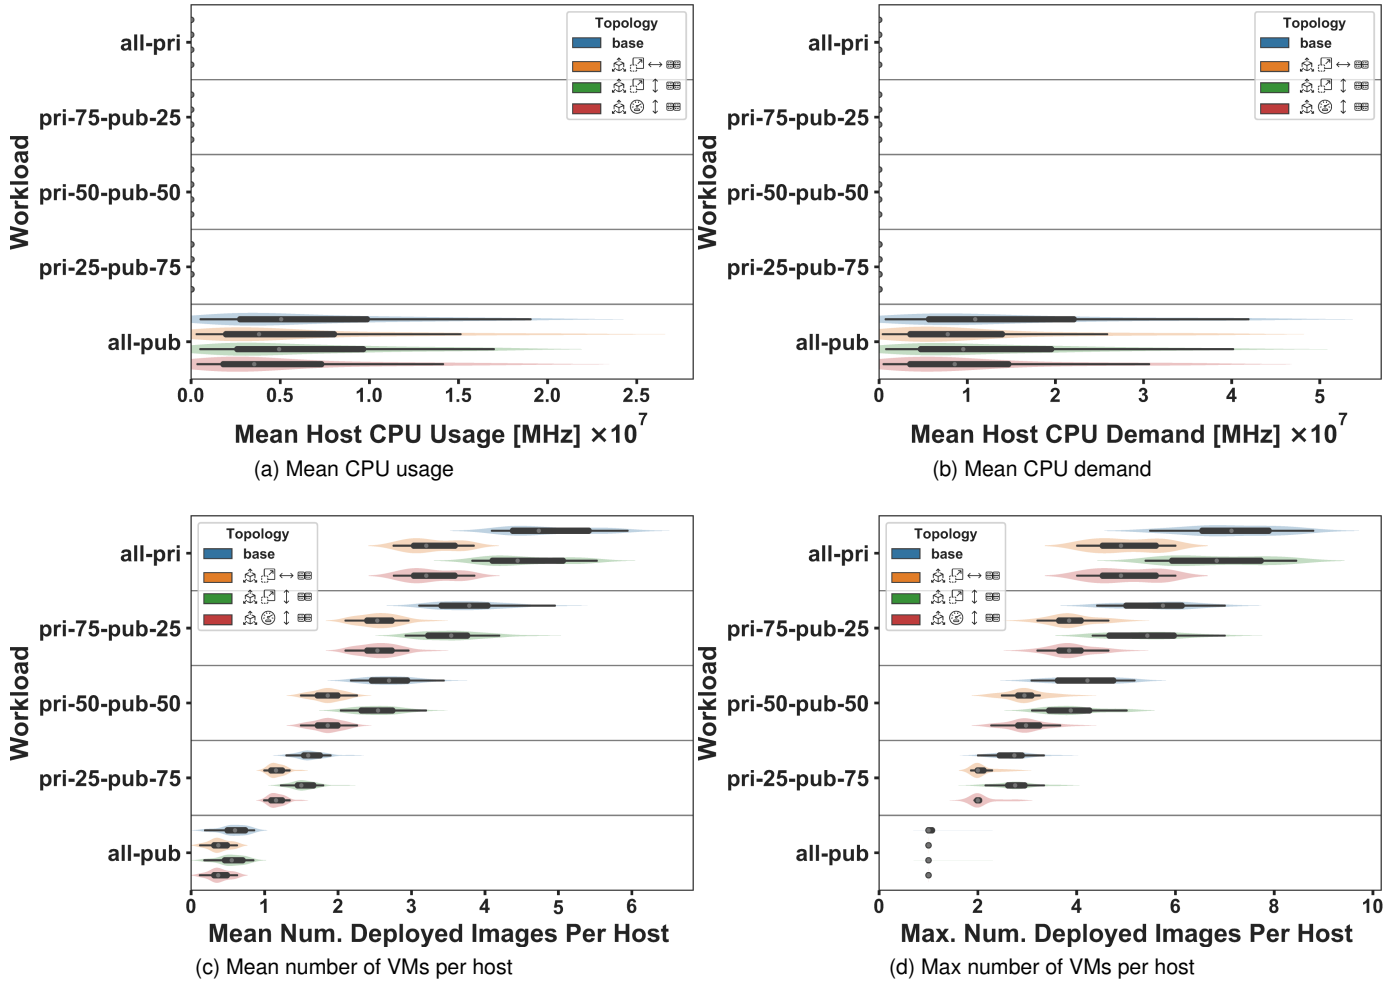 all-pri
pri-75-pub-25
pri-50-pub-50
pri-25-pub-75
all-pub
Workload
Topology
base
0.0 0.5 1.0 1.5 2.0 2.5
Mean Host CPU Usage [MHz] ×10^7
(a) Mean CPU usage
all-pri
pri-75-pub-25
pri-50-pub-50
pri-25-pub-75
all-pub
Workload
Topology
base
0 1 2 3 4 5
Mean Host CPU Demand [MHz] ×10^7
(b) Mean CPU demand
all-pri
pri-75-pub-25
pri-50-pub-50
pri-25-pub-75
all-pub
Workload
Topology
base
0 1 2 3 4 5 6
Mean Num. Deployed Images Per Host
(c) Mean number of VMs per host
all-pri
pri-75-pub-25
pri-50-pub-50
pri-25-pub-75
all-pub
Workload
Topology
base
0 2 4 6 8 10
Max. Num. Deployed Images Per Host
(d) Max number of VMs per host